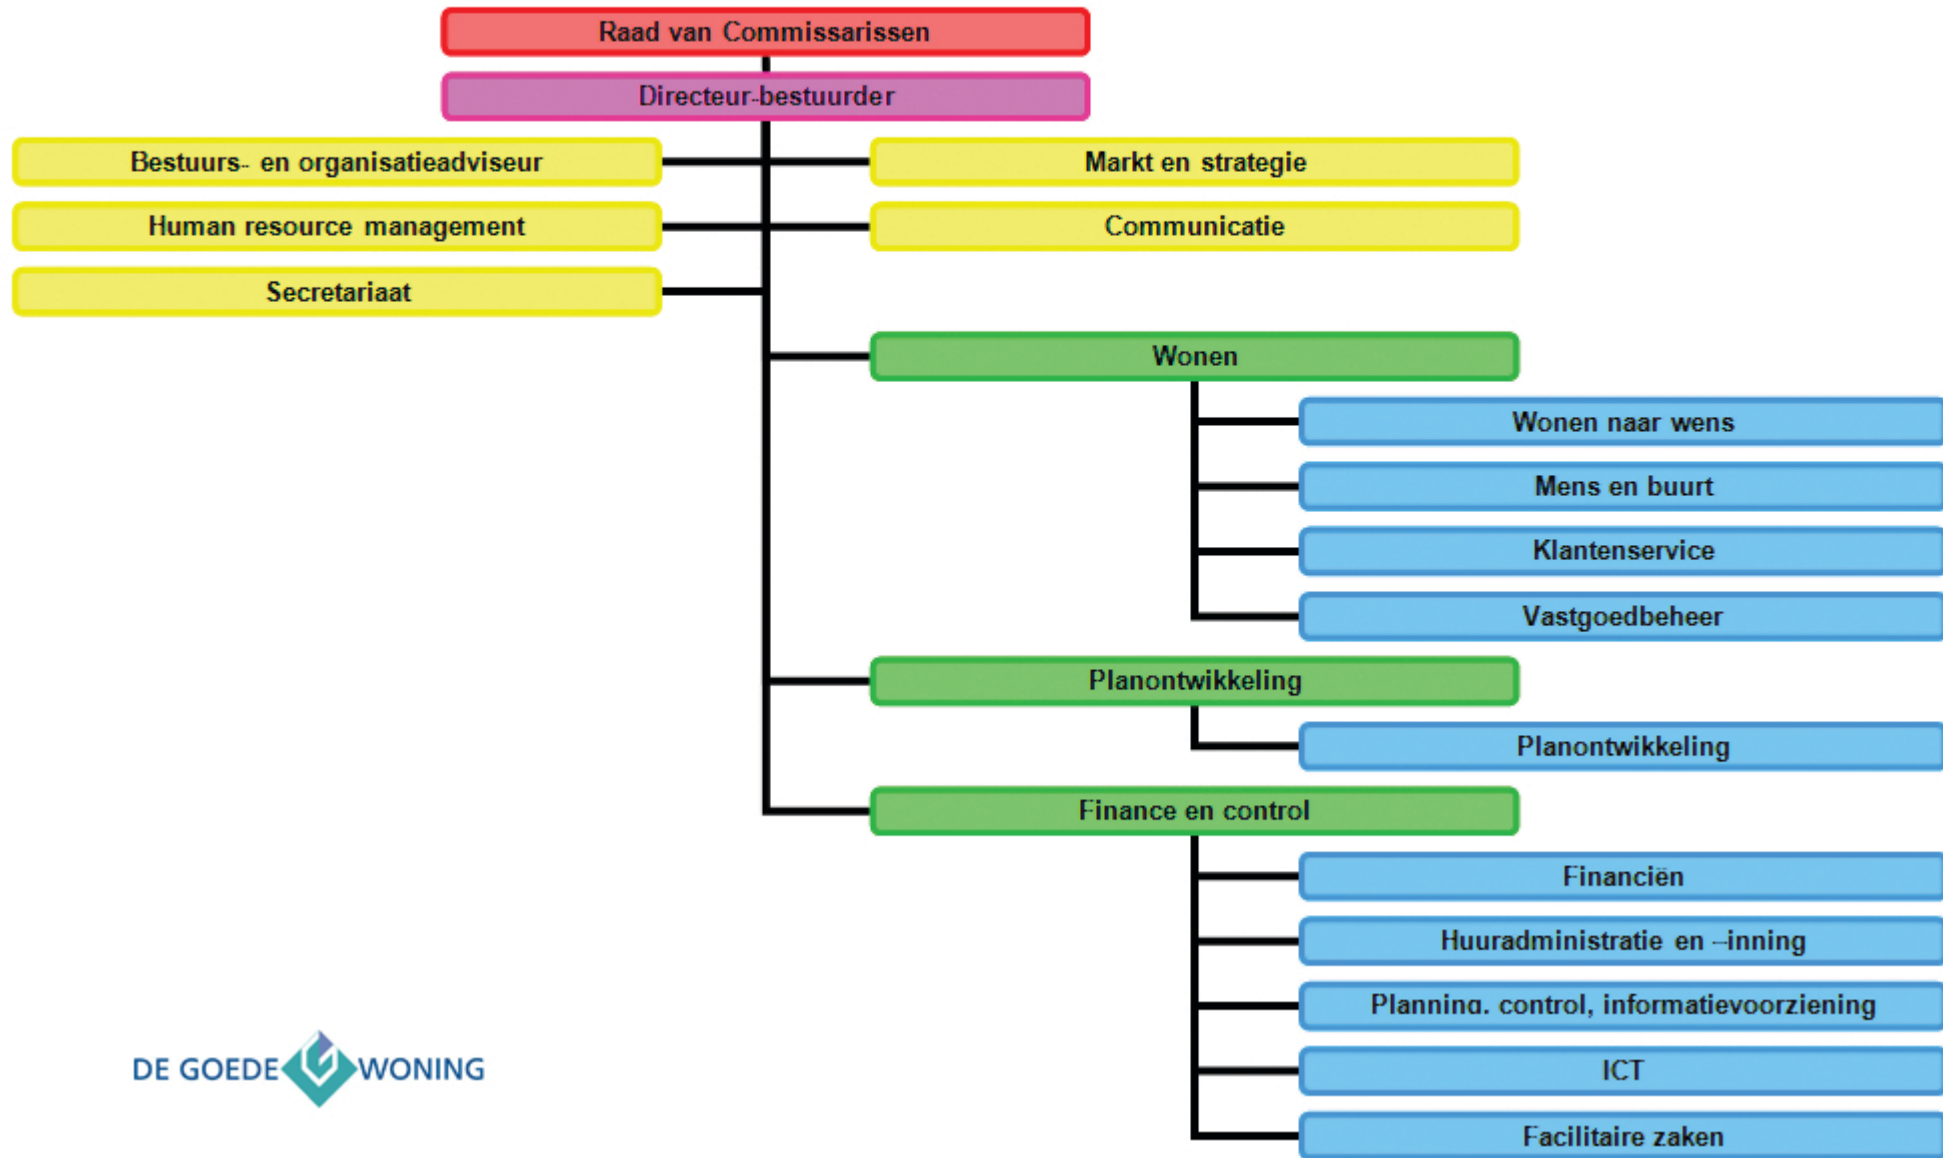 Raad van Commissarissen
Directeur-bestuurder
Bestuurs- en organisatieadviseur
Markt en strategie
Human resource management
Communicatie
Secretariaat
Wonen
Wonen naar wens
Mens en buurt
Klantenservice
Vastgoedbeheer
Planontwikkeling
Planontwikkeling
Finance en control
Financiën
Huuradministratie en –inning
Planning, control, informatievoorziening
ICT
Facilitaire zaken
DE GOEDE WONING